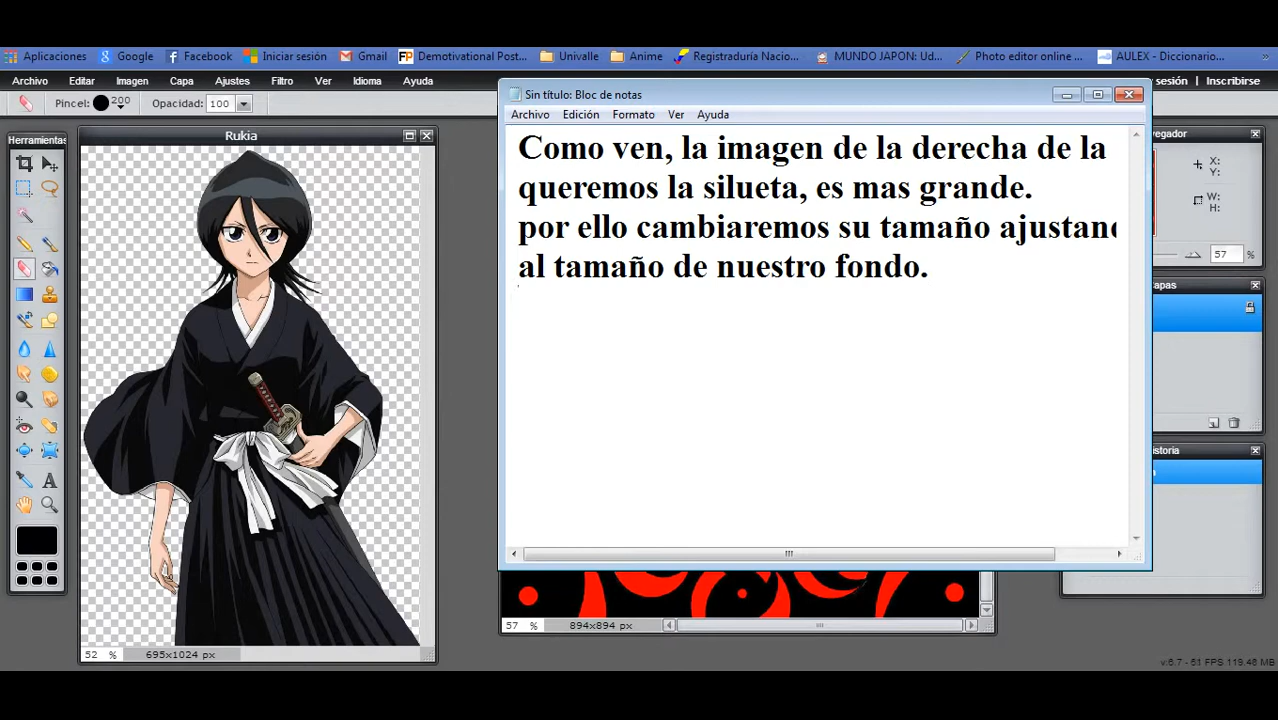 Aplicaciones Google Facebook Iniciar sesión Gmail Demotivational Post... Univalle Anime Registraduría Nacio... MUNDO JAPON: Ud... Photo editor online ... AULEX - Diccionario... »
Archivo Editar Imagen Capa Ajustes Filtro Ver Idioma Ayuda sesión Inscribirse
Pincel: 200 Opacidad: 100
Herramientas
Rukia
52 % 695x1024 px
Sin título: Bloc de notas
Archivo Edición Formato Ver Ayuda
Como ven, la imagen de la derecha de la
queremos la silueta, es mas grande.
por ello cambiaremos su tamaño ajustand
al tamaño de nuestro fondo.
57 % 894x894 px
vegador
X:
Y:
W:
H:
57 %
Capas
istoria
v:6.7 - 61 FPS 119.48 MB